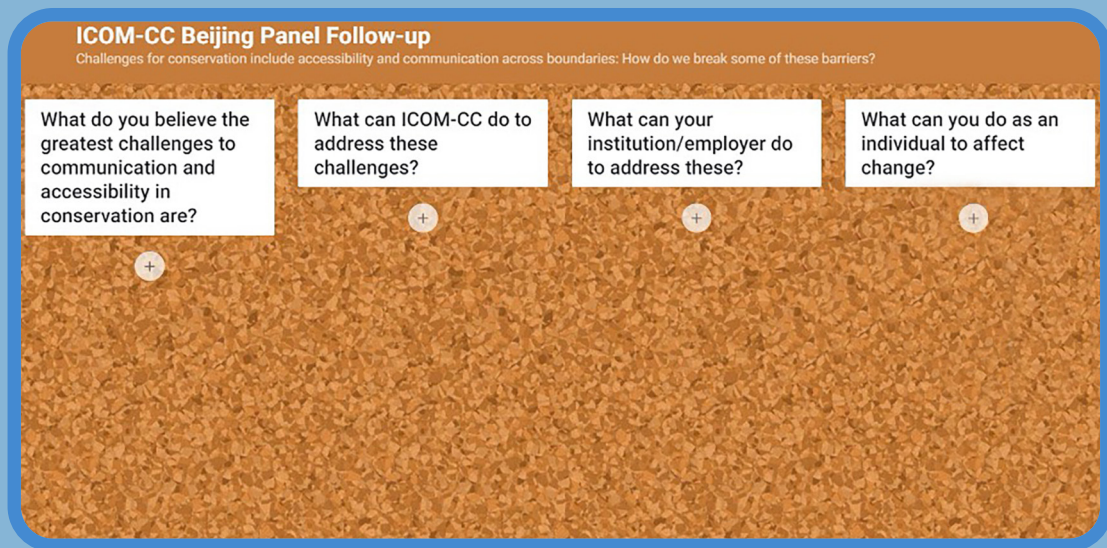 ICOM-CC Beijing Panel Follow-up
Challenges for conservation include accessibility and communication across boundaries: How do we break some of these barriers?
What do you believe the
greatest challenges to
communication and
accessibility in
conservation are?
+
What can ICOM-CC do to
address these
challenges?
+
What can your
institution/employer do
to address these?
+
What can you do as an
individual to affect
change?
+